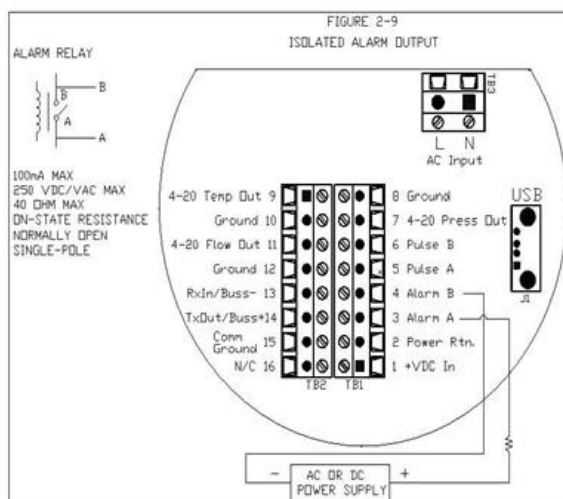 FIGURE 2-9
ISOLATED ALARM OUTPUT
ALARM RELAY
B
B
A
A
100mA MAX
250 VDC/VAC MAX
40 OHM MAX
ON-STATE RESISTANCE
NORMALLY OPEN
SINGLE-POLE
TB3
L N
AC Input
USB
J1
4-20 Temp Out 9
Ground 10
4-20 Flow Out 11
Ground 12
RxIn/Buss- 13
TxOut/Buss+14
Comm Ground 15
N/C 16
8 Ground
7 4-20 Press Out
6 Pulse B
5 Pulse A
4 Alarm B
3 Alarm A
2 Power Rtn.
1 +VDC In
TB2 TB1
- AC OR DC +
POWER SUPPLY